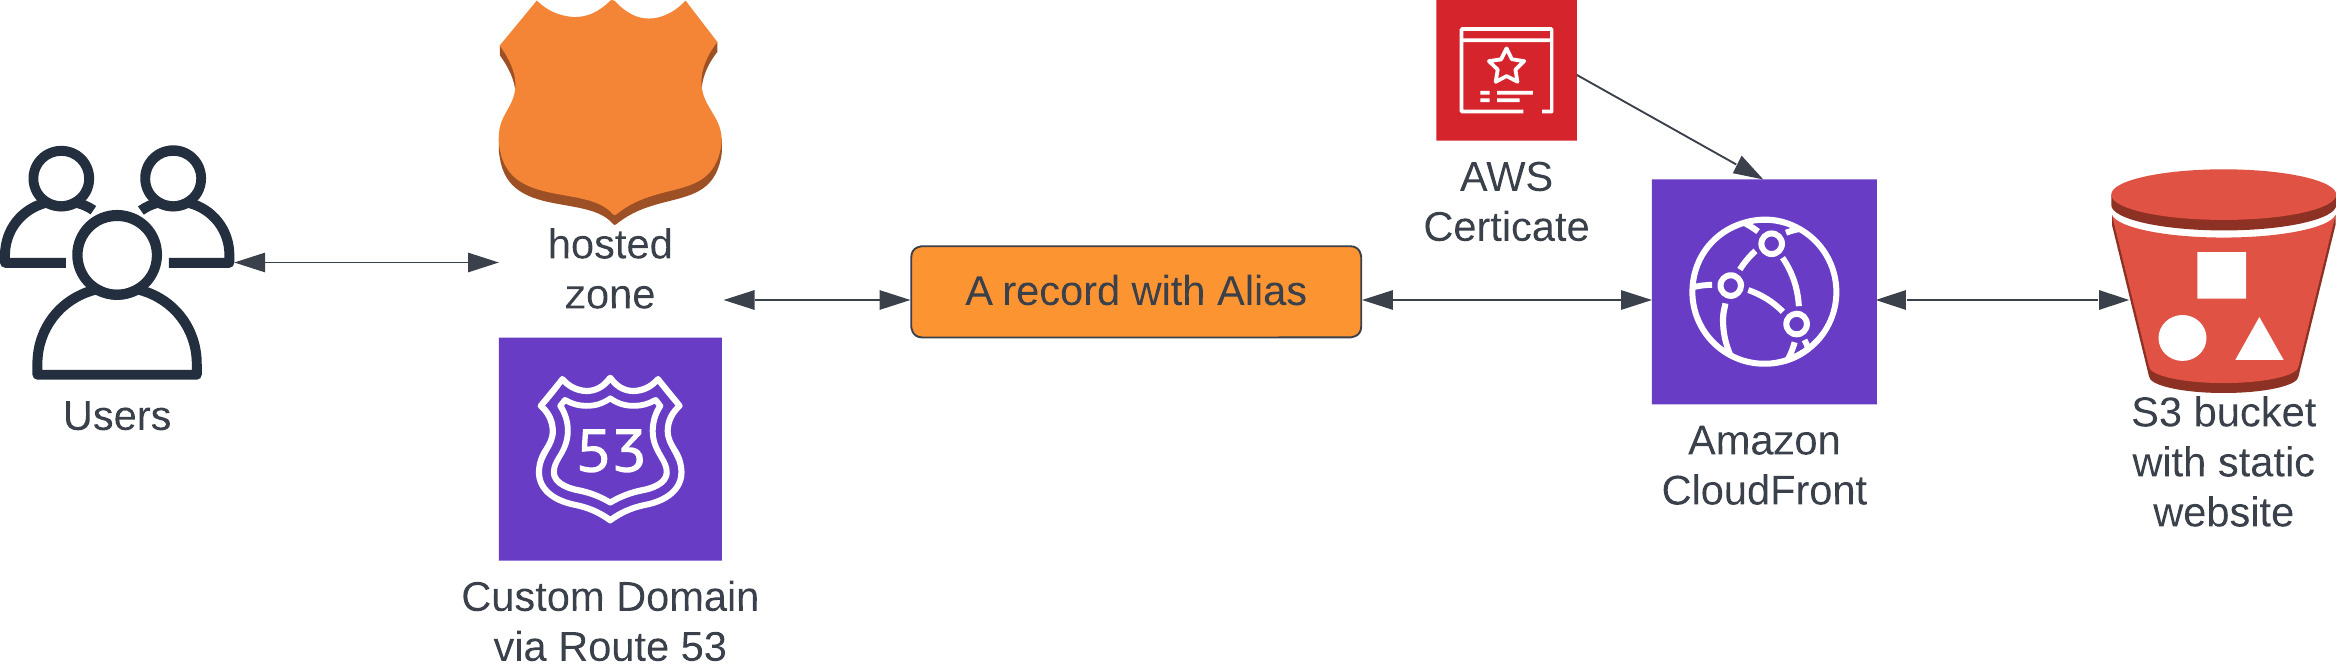 Users
hosted
zone
53
Custom Domain
via Route 53
A record with Alias
AWS
Certicate
Amazon
CloudFront
S3 bucket
with static
website